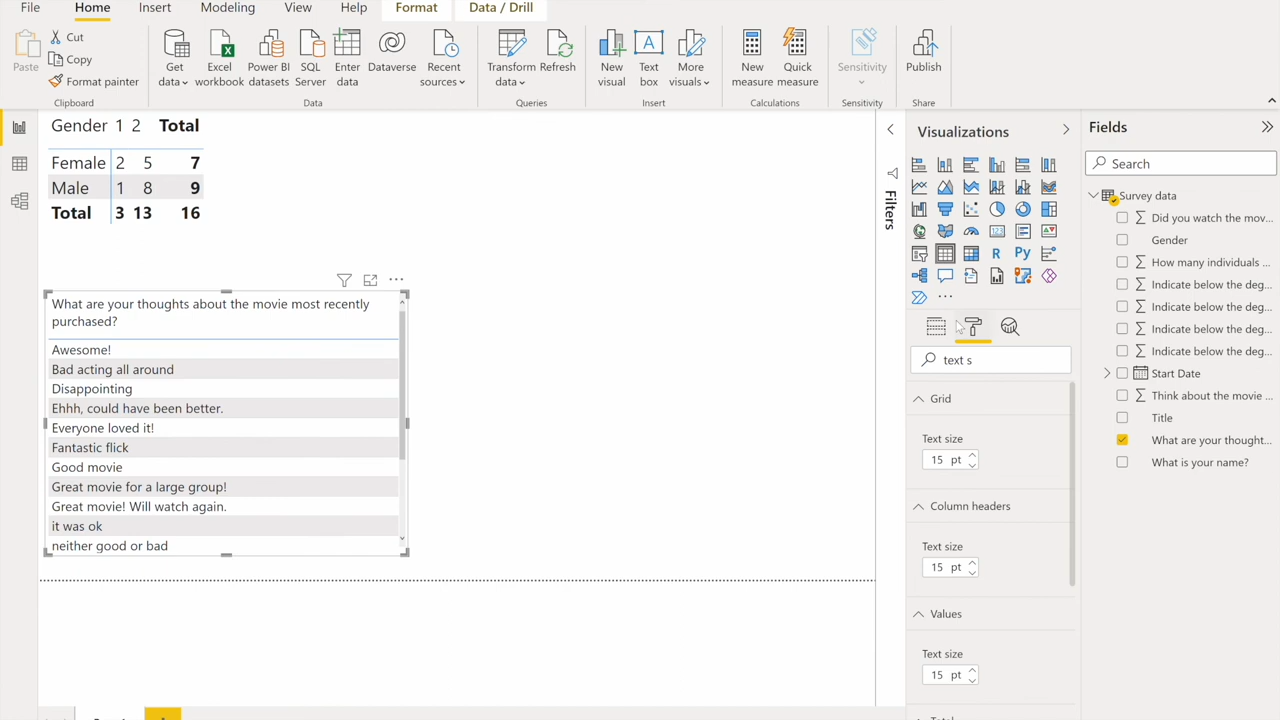 File Home Insert Modeling View Help Format Data / Drill
Paste
Cut
Copy
Format painter
Clipboard
Get data
Excel workbook
Power BI datasets
SQL Server
Enter data
Dataverse
Recent sources
Data
Transform data
Refresh
Queries
New visual
Text box
More visuals
Insert
New measure
Quick measure
Calculations
Sensitivity
Sensitivity
Publish
Share
Gender 1 2 Total
Female 2 5 7
Male 1 8 9
Total 3 13 16
What are your thoughts about the movie most recently
purchased?
Awesome!
Bad acting all around
Disappointing
Ehhh, could have been better.
Everyone loved it!
Fantastic flick
Good movie
Great movie for a large group!
Great movie! Will watch again.
it was ok
neither good or bad
Filters
Visualizations
R Py
text s
Grid
Text size
15 pt
Column headers
Text size
15 pt
Values
Text size
15 pt
Fields
Search
Survey data
Did you watch the mov...
Gender
How many individuals ...
Indicate below the deg...
Indicate below the deg...
Indicate below the deg...
Indicate below the deg...
Start Date
Think about the movie ...
Title
What are your thought...
What is your name?